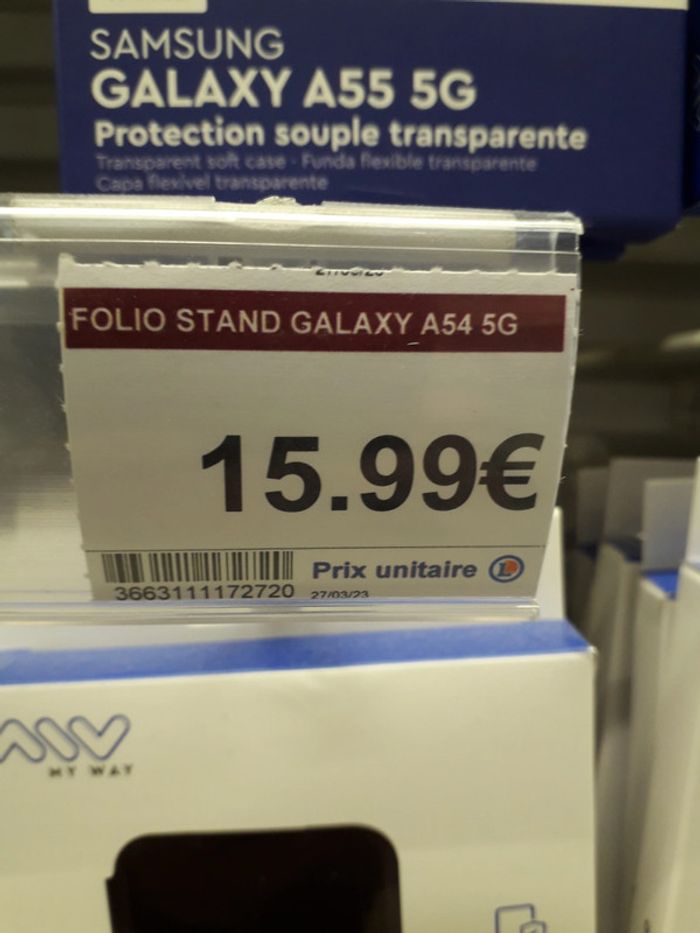 SAMSUNG
GALAXY A55 5G
Protection souple transparente
Transparent soft case - Funda flexible transparente
Capa flexível transparente
FOLIO STAND GALAXY A54 5G
15.99€
3663111172720
Prix unitaire
27/03/23
MY WAY